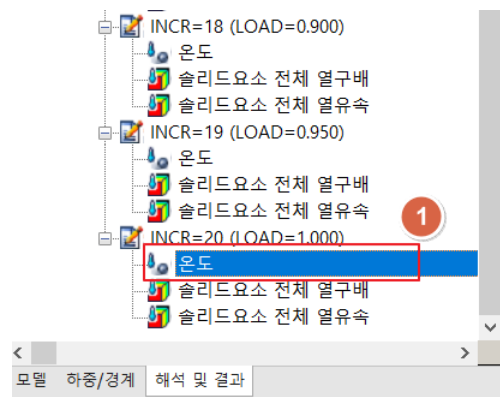 INCR=18 (LOAD=0.900)
온도
솔리드요소 전체 열구배
솔리드요소 전체 열유속
INCR=19 (LOAD=0.950)
온도
솔리드요소 전체 열구배
솔리드요소 전체 열유속
1
INCR=20 (LOAD=1.000)
온도
솔리드요소 전체 열구배
솔리드요소 전체 열유속
모델 하중/경계 해석 및 결과